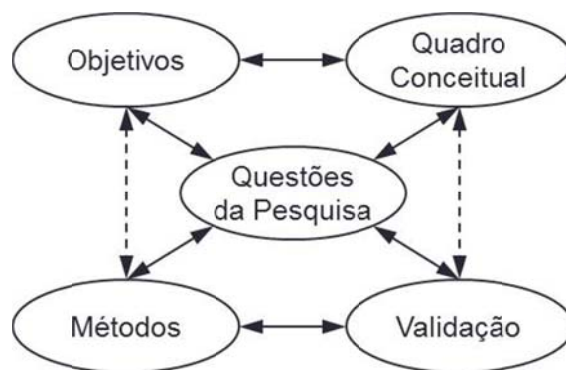 Objetivos
Quadro
Conceitual
Questões
da Pesquisa
Métodos
Validação